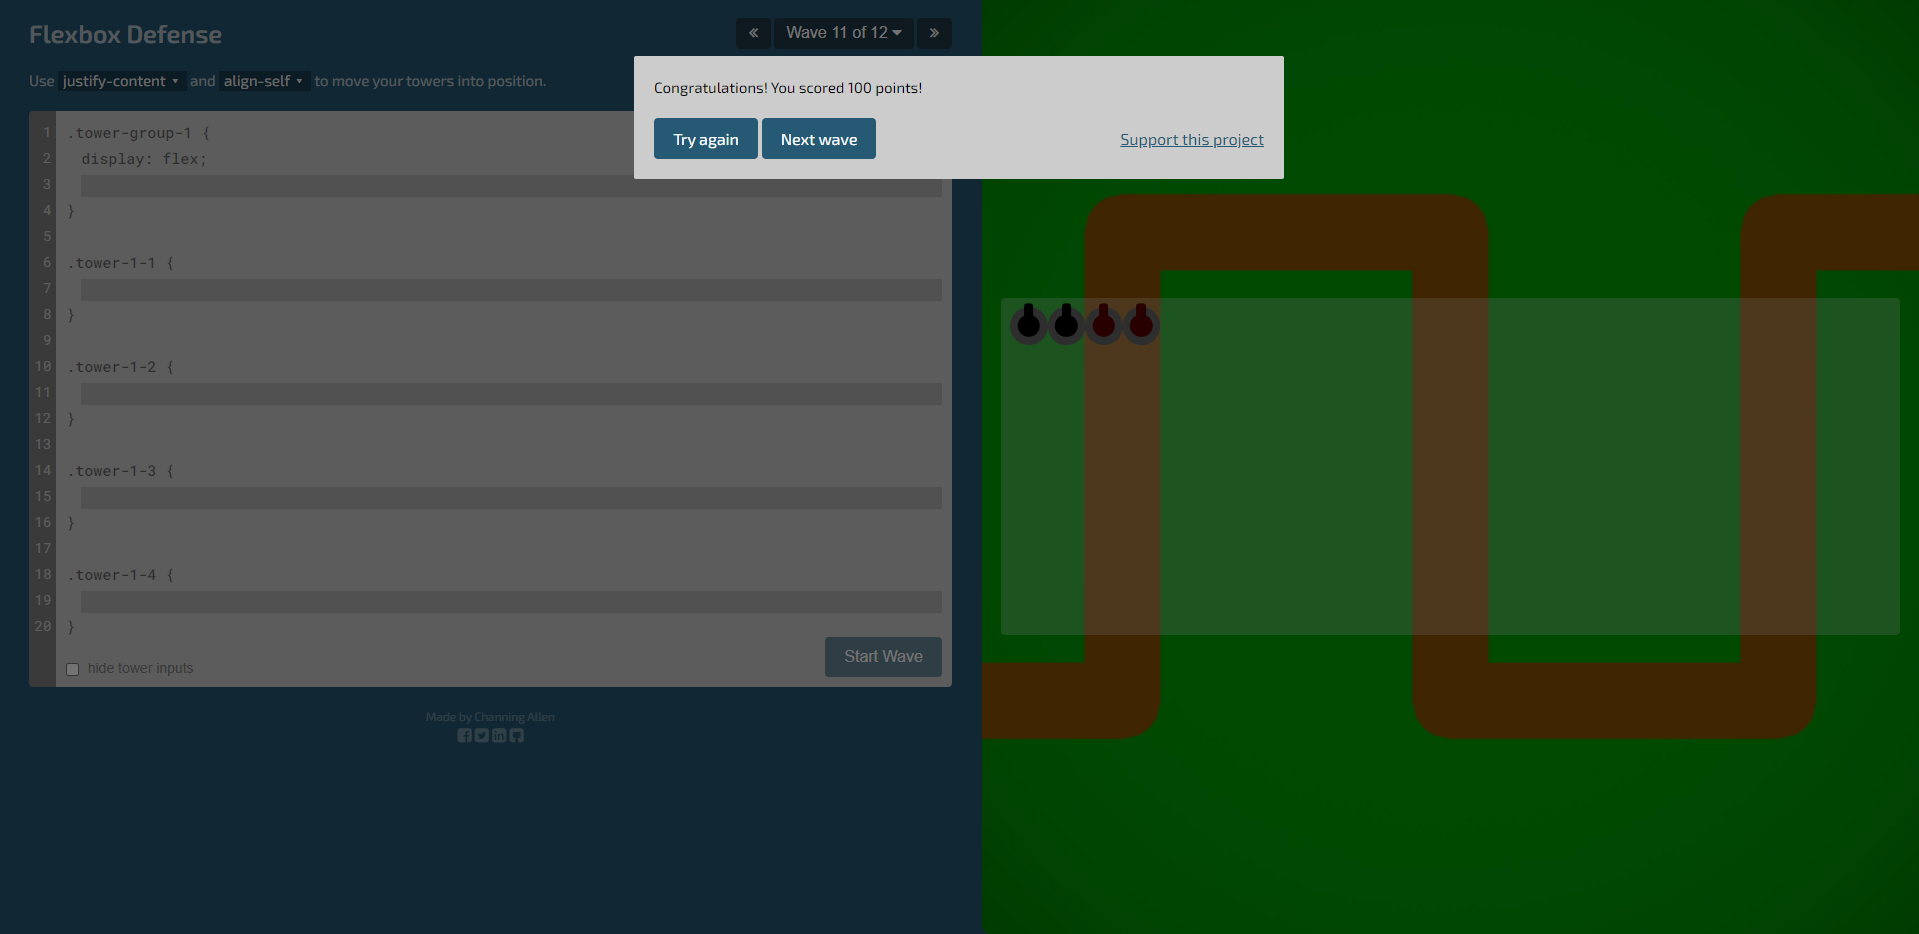 Flexbox Defense
« Wave 11 of 12 »
Use justify-content and align-self to move your towers into position.
Congratulations! You scored 100 points!
Try again Next wave Support this project
1 .tower-group-1 {
2 display: flex;
3
4 }
5
6 .tower-1-1 {
7
8 }
9
10 .tower-1-2 {
11
12 }
13
14 .tower-1-3 {
15
16 }
17
18 .tower-1-4 {
19
20 }
hide tower inputs
Start Wave
Made by Channing Allen